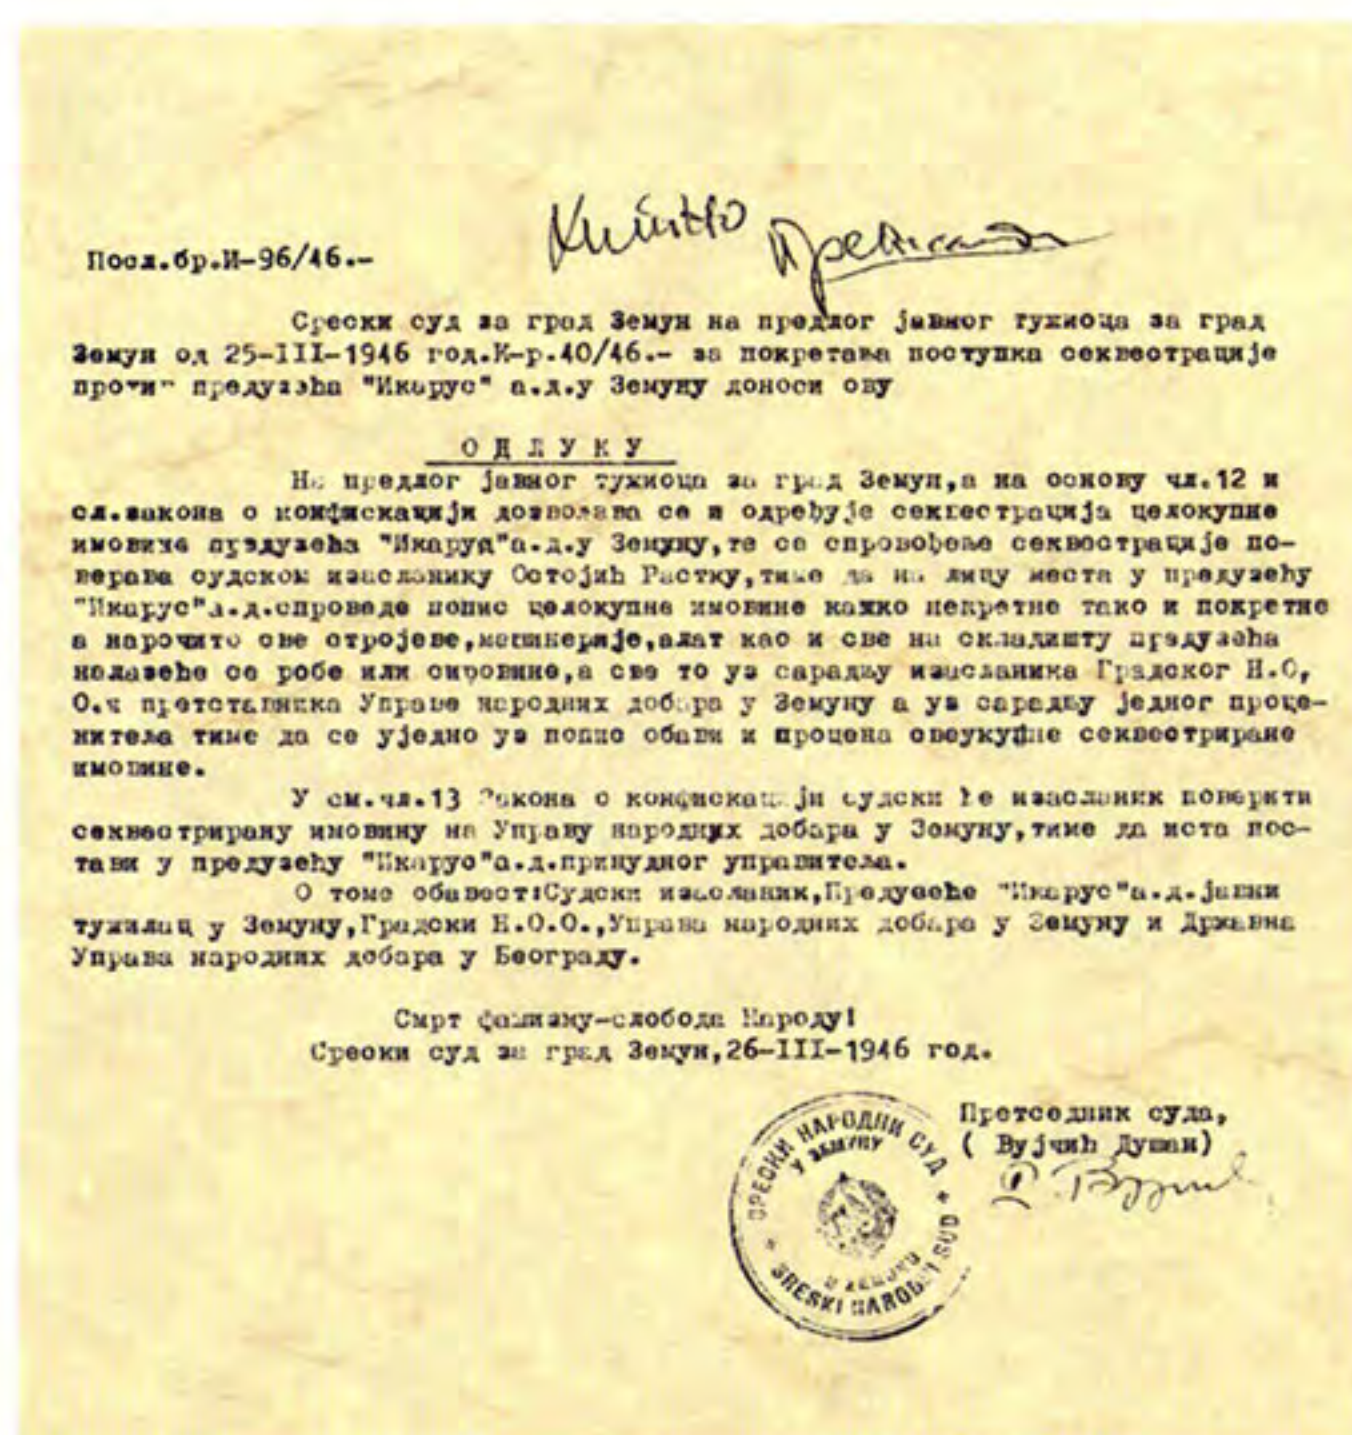 Посл.бр.И-96/46.-
Срески суд за град Земун на предлог јавног тужиоца за град
Земун од 25-III-1946 год.К-р.40/46.- за покретања поступка секвестрације
против предузећа "Икарус" а.д.у Земуну доноси ову
О Д Л У К У
На предлог јавног тужиоца за град Земун,а на основу чл.12 и
сл.закона о конфискацији дозвољава се и одређује секвестрација целокупне
имовине предузећа "Икарус"а.д.у Земуну,те се спровођење секвестрације по-
верава судском изасланику Остојић Растку,тиме да на лицу места у предузећу
"Икарус"а.д.спроведе попис целокупне имовине како непкретне тако и покретне
а нарочито све стројеве,машинерије,алат као и све на складишту предузећа
налазеће се робе или сировине,а све то уз сарадњу изасланика Градског Н.О,
О.и претставника Управе народних добара у Земуну а уз сарадњу једног проце-
нитеља тиме да се уједно уз попис обави и процена свеукупне секвестриране
имовине.
У см.чл.13 Закона о конфискацији судски ће изасланик поверити
секвестрирану имовину на Управу народних добара у Земуну,тиме да иста пос-
тави у предузећу "Икарус"а.д.принудног управитеља.
О томе обавест:Судски изасланик,Предузеће "Икарус"а.д.јавни
тужилац у Земуну,Градски Н.О.О.,Управа народних добара у Земуну и Државна
Управа народних добара у Београду.
Смрт фашизму-слобода Народу!
Срески суд за град Земун,26-III-1946 год.
Претседник суда,
( Вујчић Душан)
СРЕСКИ НАРОДНИ СУД
У ЗЕМУНУ
U ZEMUNU
SRESKI NARODNI SUD